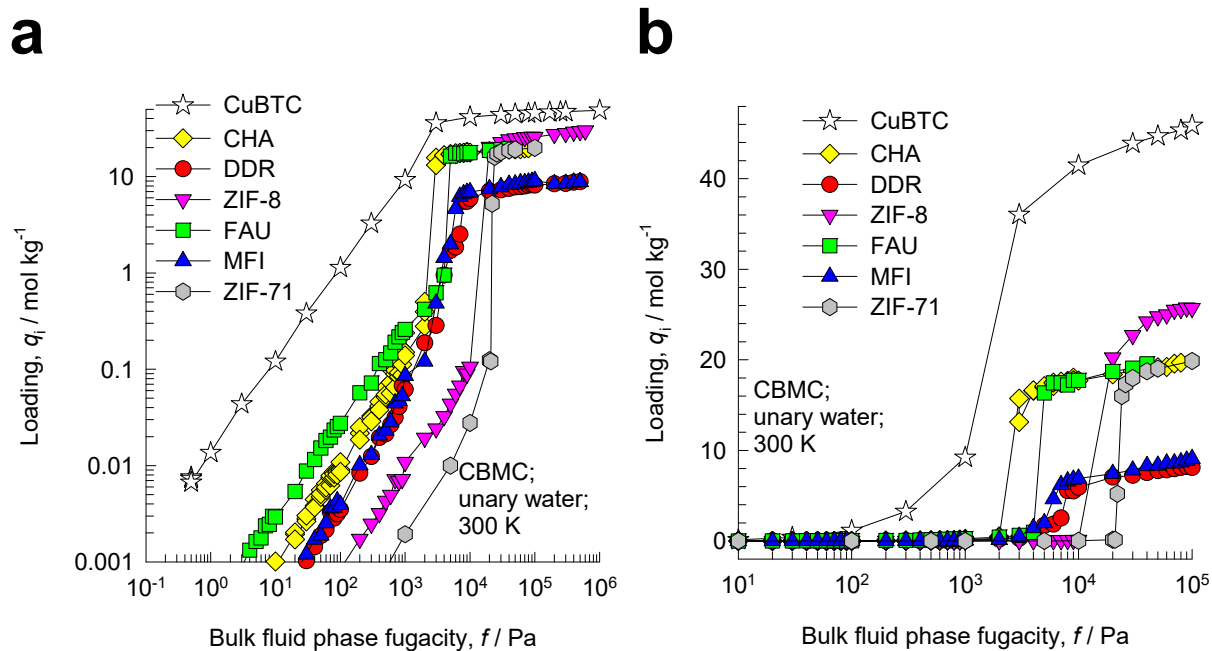 a
CuBTC
CHA
DDR
ZIF-8
FAU
MFI
ZIF-71
10
1
0.1
0.01
0.001
Loading, qi / mol kg-1
CBMC;
unary water;
300 K
10-1 100 101 102 103 104 105 106
Bulk fluid phase fugacity, f / Pa
b
CuBTC
CHA
DDR
ZIF-8
FAU
MFI
ZIF-71
40
30
20
10
0
Loading, qi / mol kg-1
CBMC;
unary water;
300 K
101 102 103 104 105
Bulk fluid phase fugacity, f / Pa